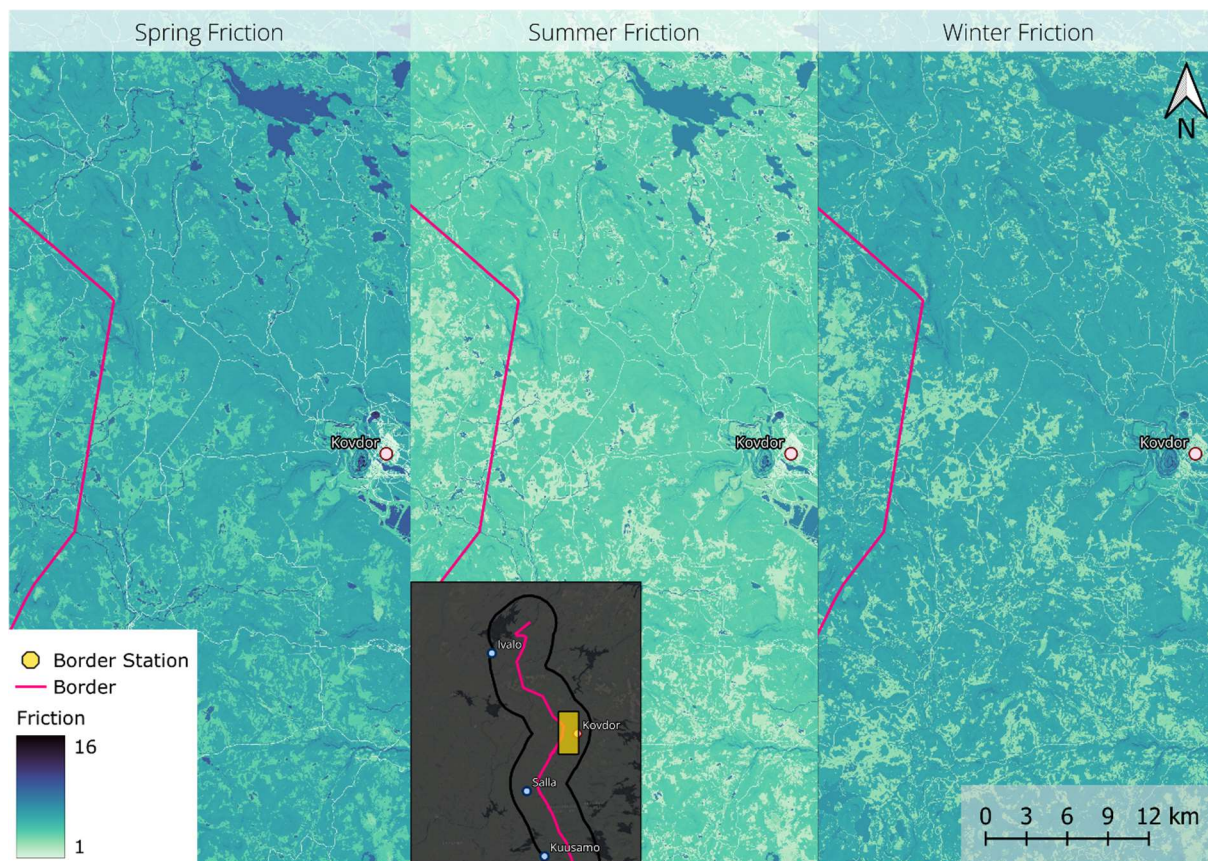 Spring Friction
Summer Friction
Winter Friction
N
Kovdor
Kovdor
Kovdor
Border Station
Border
Friction
16
1
Ivalo
Kovdor
Salla
Kuusamo
0 3 6 9 12 km